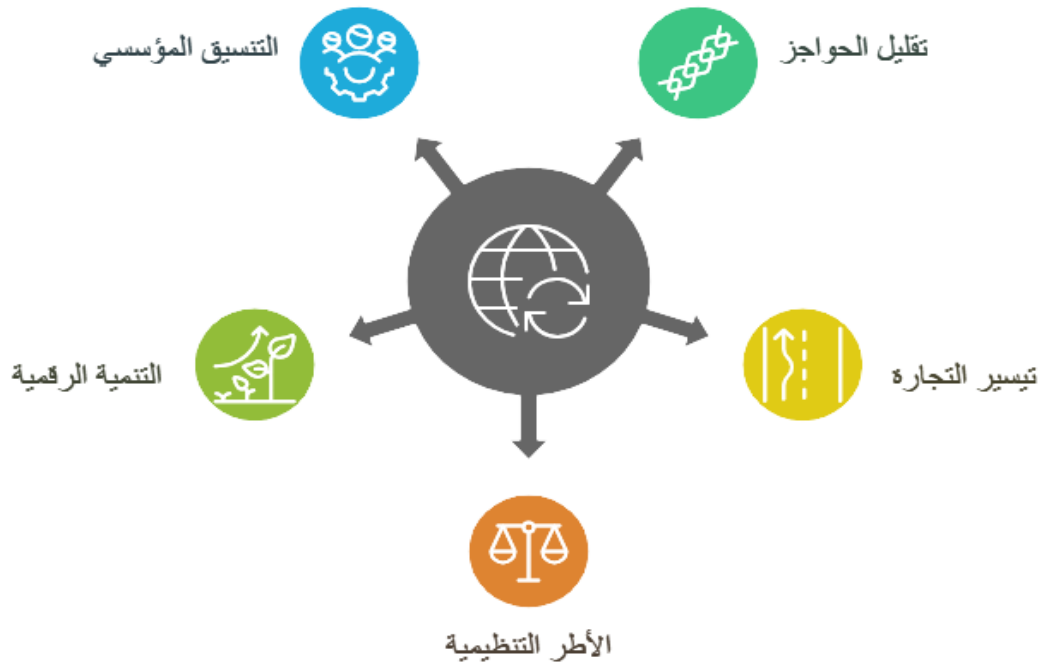 تقليل الحواجز
التنسيق المؤسسي
تيسير التجارة
التنمية الرقمية
الأطر التنظيمية